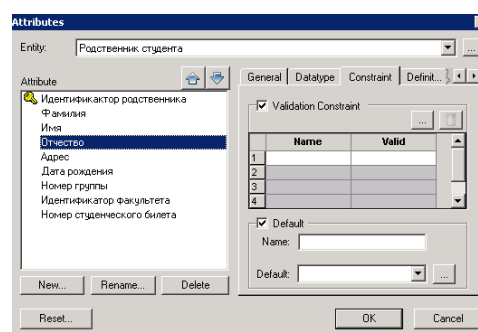 Attributes
Entity: Родственник студента ...
Attribute
General Datatype Constraint Definit...
Идентификактор родственника
Фамилия
Имя
Отчество
Адрес
Дата рождения
Номер группы
Идентификатор факультета
Номер студенческого билета
Validation Constraint
...
Name Valid
1
2
3
4
Default
Name:
Default: ...
New... Rename... Delete
Reset... OK Cancel